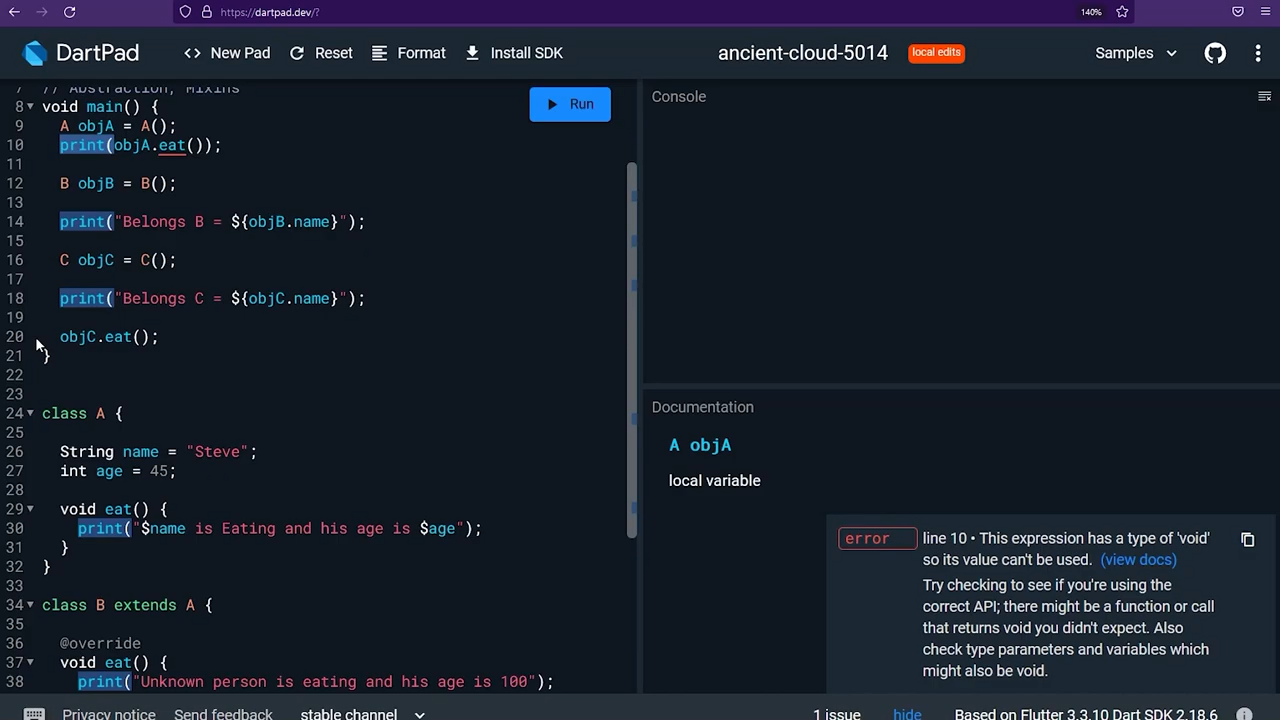 https://dartpad.dev/?
140%
DartPad
New Pad
Reset
Format
Install SDK
ancient-cloud-5014
local edits
Samples
7 // Abstraction, Mixins
8 void main() {
9 A objA = A();
10 print(objA.eat());
11
12 B objB = B();
13
14 print("Belongs B = ${objB.name}");
15
16 C objC = C();
17
18 print("Belongs C = ${objC.name}");
19
20 objC.eat();
21 }
22
23
24 class A {
25
26 String name = "Steve";
27 int age = 45;
28
29 void eat() {
30 print("$name is Eating and his age is $age");
31 }
32 }
33
34 class B extends A {
35
36 @override
37 void eat() {
38 print("Unknown person is eating and his age is 100");
Run
Console
Documentation
A objA
local variable
error
line 10 • This expression has a type of 'void'
so its value can't be used. (view docs)
Try checking to see if you're using the
correct API; there might be a function or call
that returns void you didn't expect. Also
check type parameters and variables which
might also be void.
Privacy notice
Send feedback
stable channel
1 issue
hide
Based on Flutter 3.3.10 Dart SDK 2.18.6